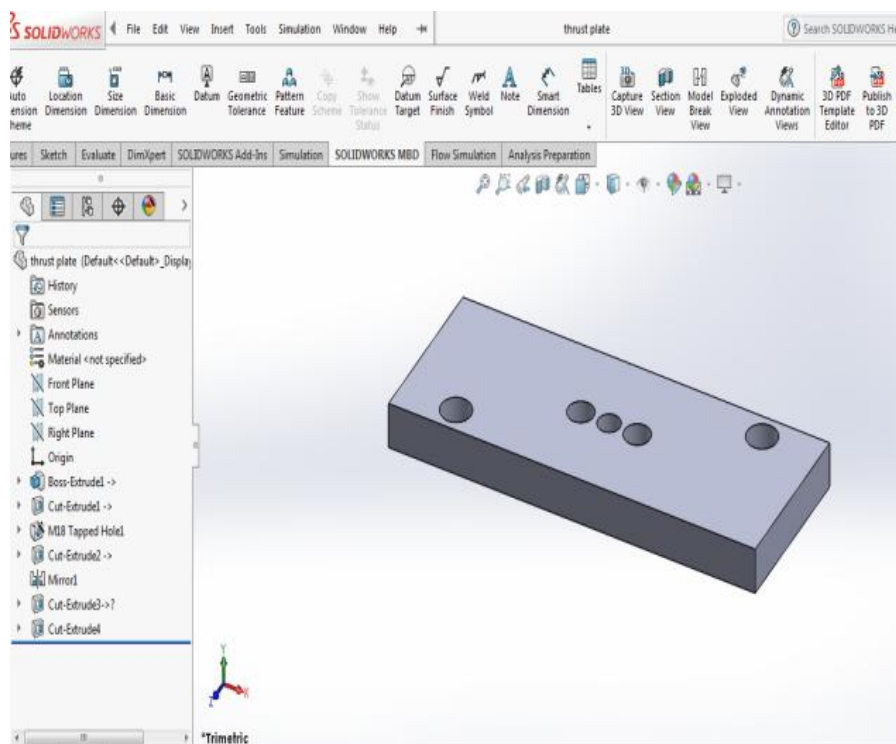 SOLIDWORKS File Edit View Insert Tools Simulation Window Help thrust plate Search SOLIDWORKS He
uto Location Size Basic Datum Geometric Pattern Copy Show Datum Surface Weld Note Smart Tables Capture Section Model Exploded Dynamic 3D PDF Publish
ension Dimension Dimension Dimension Tolerance Feature Scheme Tolerance Target Finish Symbol Dimension 3D View View Break View Annotation Template to 3D
heme Status View Views Editor PDF
ures Sketch Evaluate DimXpert SOLIDWORKS Add-Ins Simulation SOLIDWORKS MBD Flow Simulation Analysis Preparation
thrust plate (Default<<Default>_Display
History
Sensors
Annotations
Material <not specified>
Front Plane
Top Plane
Right Plane
Origin
Boss-Extrude1 ->
Cut-Extrude1 ->
M18 Tapped Hole1
Cut-Extrude2 ->
Mirror1
Cut-Extrude3->?
Cut-Extrude4
Y
X
Z
*Trimetric